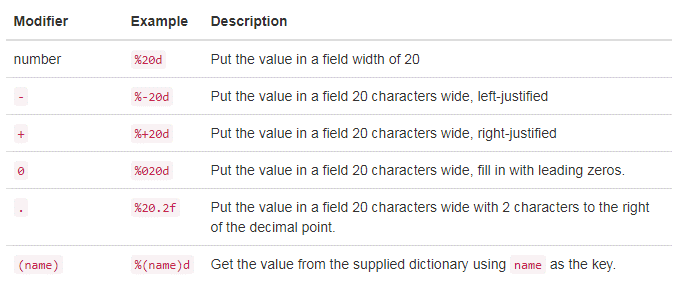 Modifier Example Description
number %20d Put the value in a field width of 20
- %-20d Put the value in a field 20 characters wide, left-justified
+ %+20d Put the value in a field 20 characters wide, right-justified
0 %020d Put the value in a field 20 characters wide, fill in with leading zeros.
. %20.2f Put the value in a field 20 characters wide with 2 characters to the right
of the decimal point.
(name) %(name)d Get the value from the supplied dictionary using name as the key.